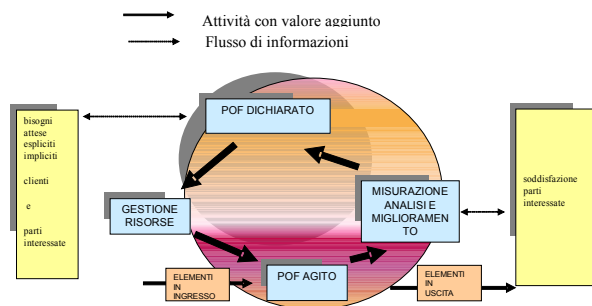 Attività con valore aggiunto
Flusso di informazioni
POF DICHIARATO
bisogni
attese
espliciti
impliciti
clienti
e
parti
interessate
GESTIONE
RISORSE
MISURAZIONE
ANALISI E
MIGLIORAMEN
TO
soddisfazione
parti
interessate
ELEMENTI
IN
INGRESSO
POF AGITO
ELEMENTI
IN
USCITA